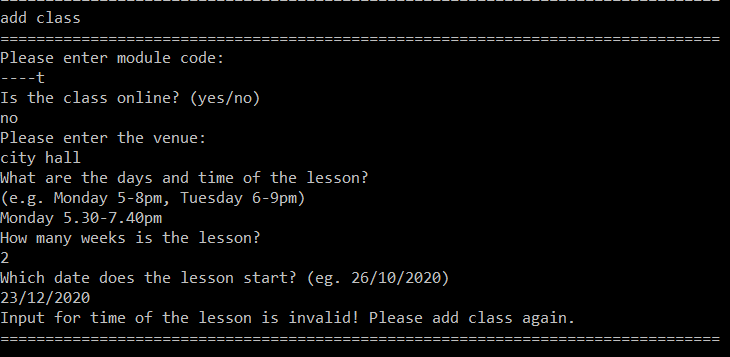 add class
================================================================================
Please enter module code:
----t
Is the class online? (yes/no)
no
Please enter the venue:
city hall
What are the days and time of the lesson?
(e.g. Monday 5-8pm, Tuesday 6-9pm)
Monday 5.30-7.40pm
How many weeks is the lesson?
2
Which date does the lesson start? (eg. 26/10/2020)
23/12/2020
Input for time of the lesson is invalid! Please add class again.
================================================================================